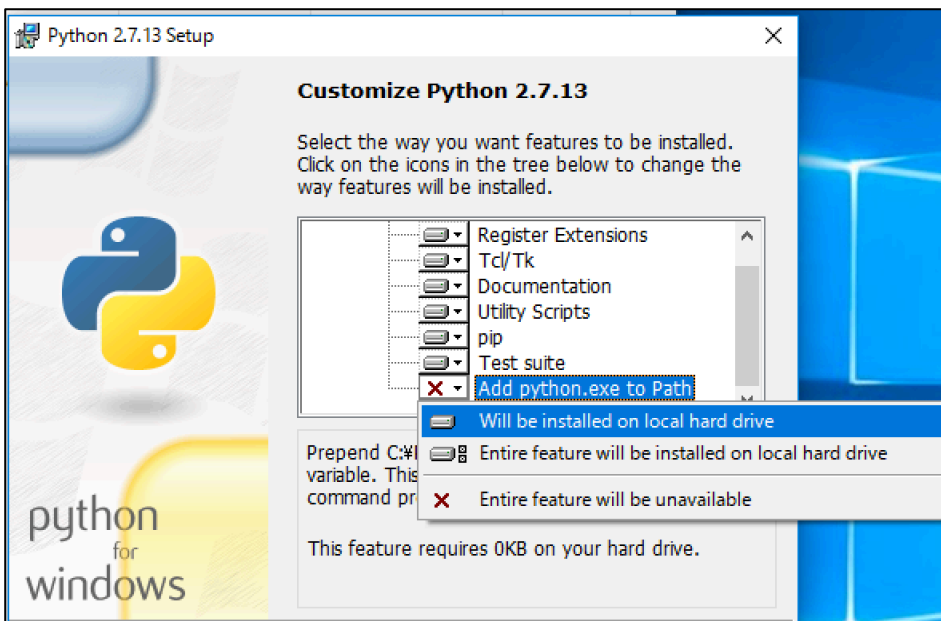 Python 2.7.13 Setup
Customize Python 2.7.13
Select the way you want features to be installed.
Click on the icons in the tree below to change the
way features will be installed.
Register Extensions
Tcl/Tk
Documentation
Utility Scripts
pip
Test suite
Add python.exe to Path
Will be installed on local hard drive
Entire feature will be installed on local hard drive
Entire feature will be unavailable
Prepend C:¥
variable. This
command
This feature requires 0KB on your hard drive.
python
for
windows